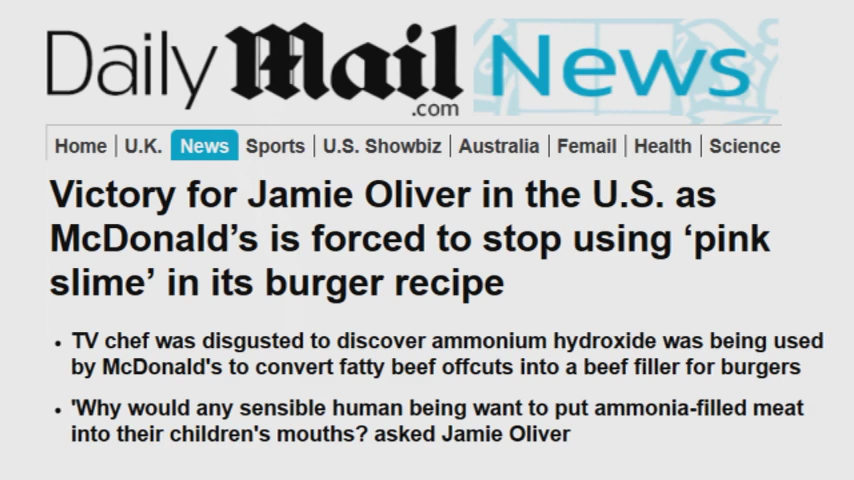 Daily Mail
.com
News
Home | U.K. News Sports | U.S. Showbiz | Australia | Femail | Health | Science
Victory for Jamie Oliver in the U.S. as
McDonald's is forced to stop using ‘pink
slime’ in its burger recipe
• TV chef was disgusted to discover ammonium hydroxide was being used
by McDonald's to convert fatty beef offcuts into a beef filler for burgers
• 'Why would any sensible human being want to put ammonia-filled meat
into their children's mouths? asked Jamie Oliver